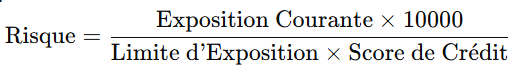 Risque = Exposition Courante × 10000
Limite d'Exposition × Score de Crédit